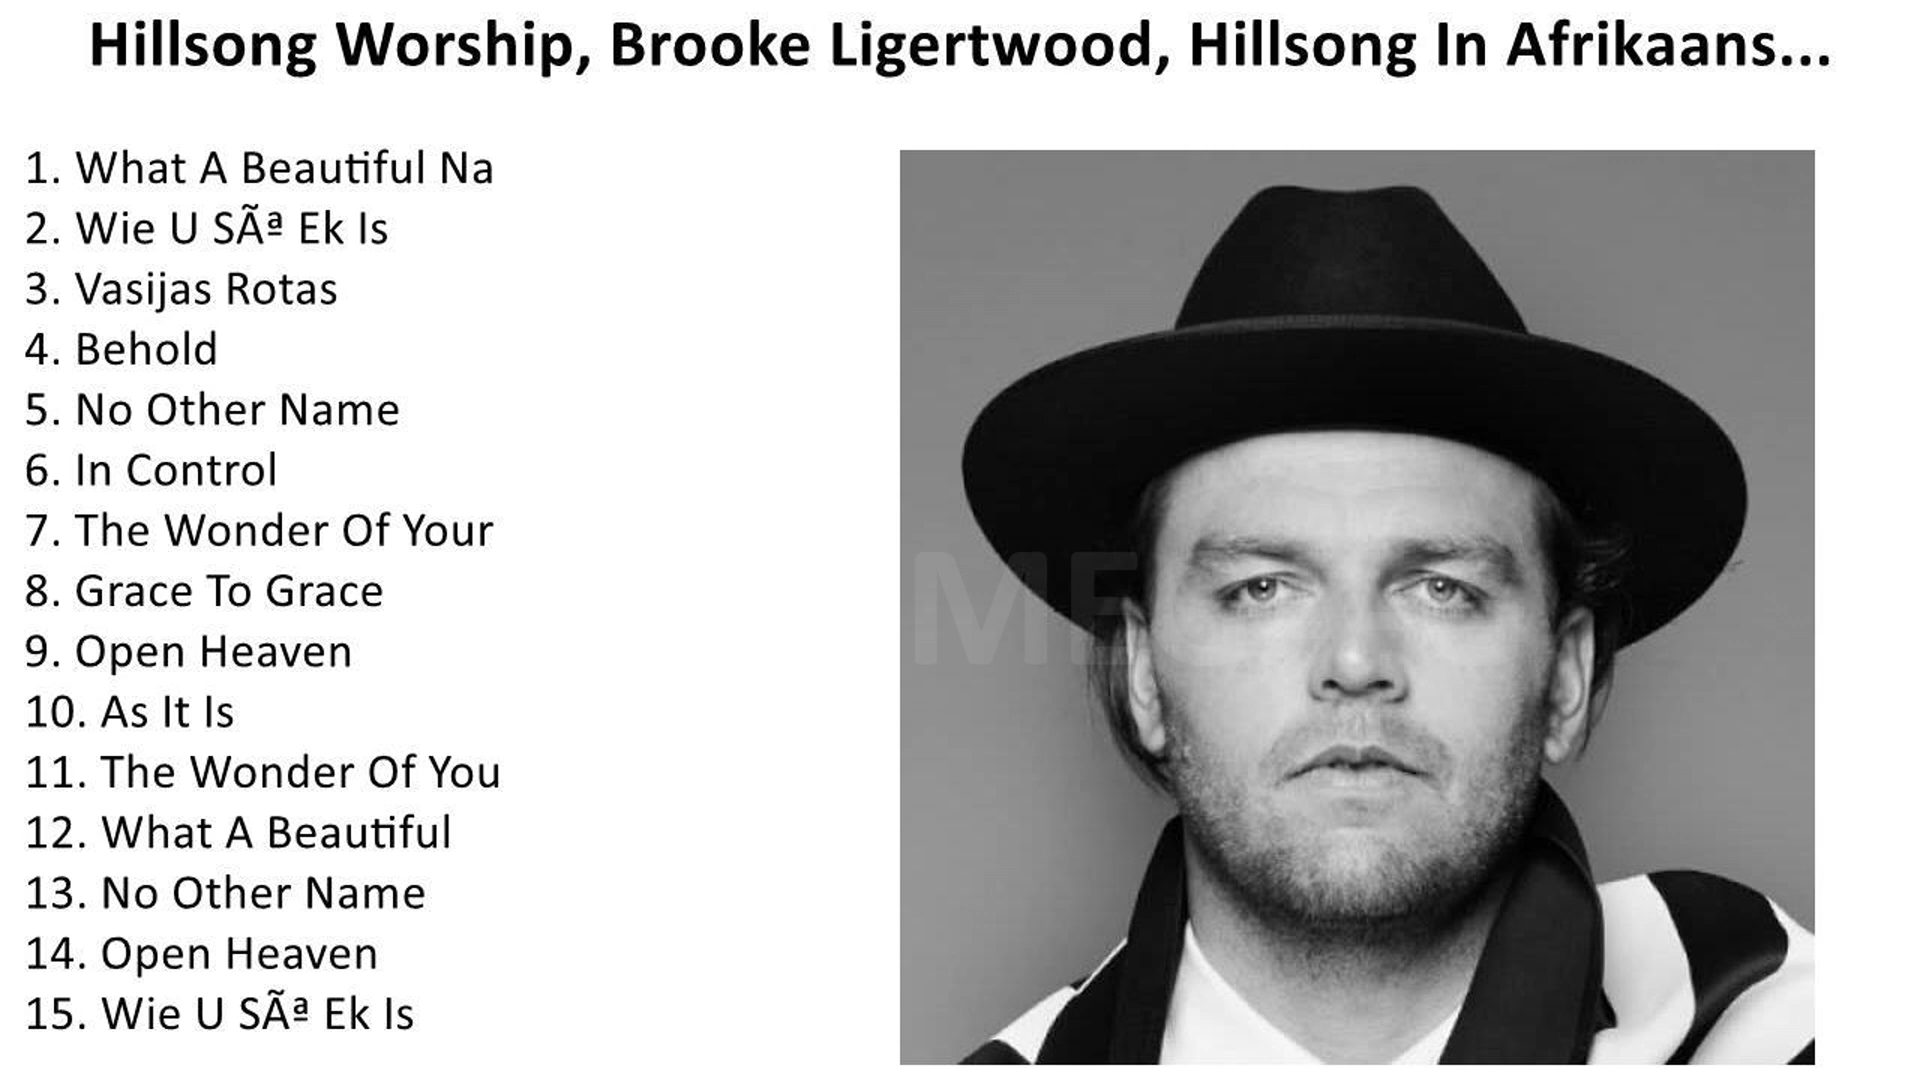 Hillsong Worship, Brooke Ligertwood, Hillsong In Afrikaans...
1. What A Beautiful Na
2. Wie U SÃª Ek Is
3. Vasijas Rotas
4. Behold
5. No Other Name
6. In Control
7. The Wonder Of Your
8. Grace To Grace
9. Open Heaven
10. As It Is
11. The Wonder Of You
12. What A Beautiful
13. No Other Name
14. Open Heaven
15. Wie U SÃª Ek Is